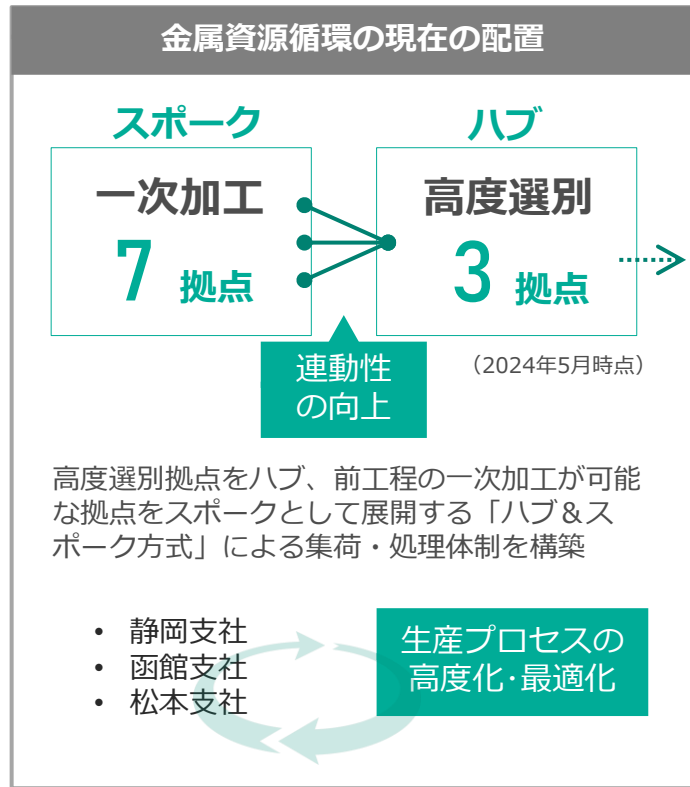 金属資源循環の現在の配置
スポーク
ハブ
一次加工
7 拠点
高度選別
3 拠点
連動性
の向上
（2024年5月時点）
高度選別拠点をハブ、前工程の一次加工が可能
な拠点をスポークとして展開する「ハブ＆ス
ポーク方式」による集荷・処理体制を構築
• 静岡支社
• 函館支社
• 松本支社
生産プロセスの
高度化･最適化